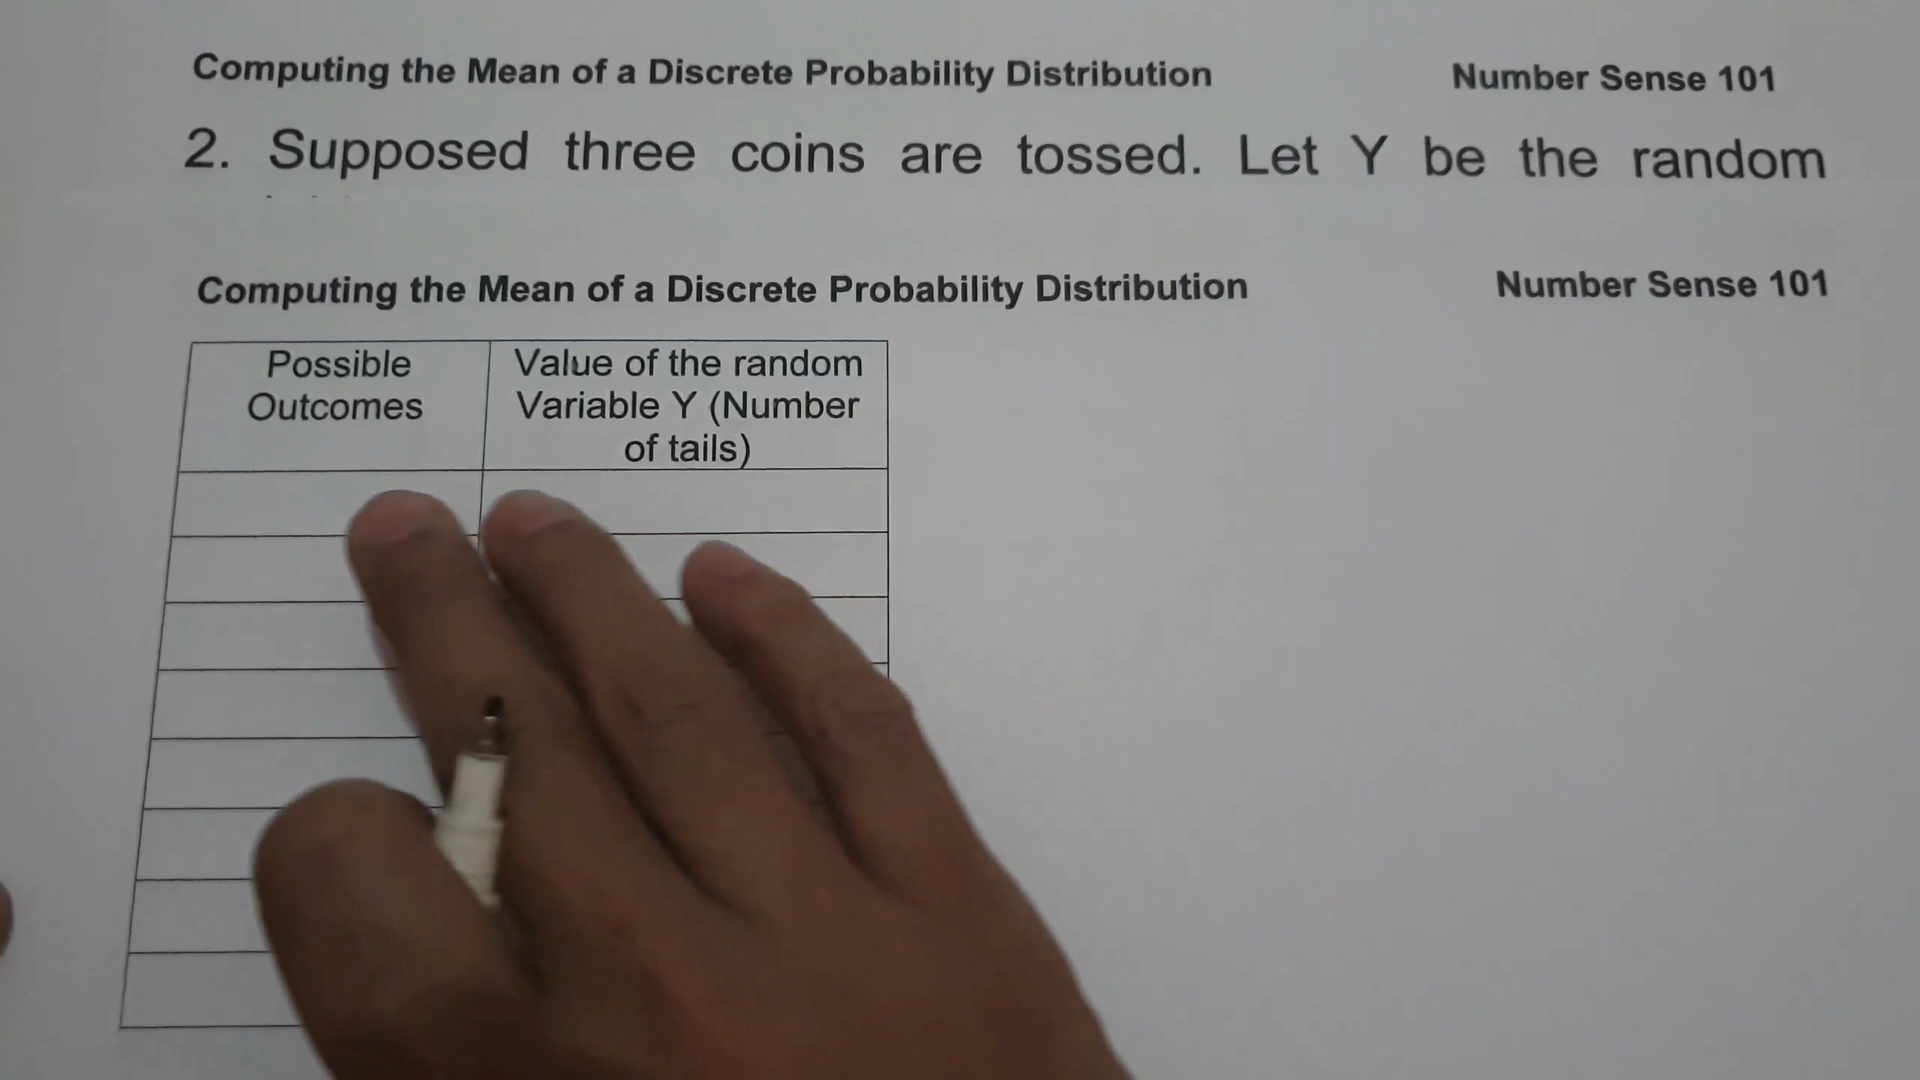 Computing the Mean of a Discrete Probability Distribution Number Sense 101
2. Supposed three coins are tossed. Let Y be the random
Computing the Mean of a Discrete Probability Distribution Number Sense 101
Possible
Outcomes
Value of the random
Variable Y (Number
of tails)